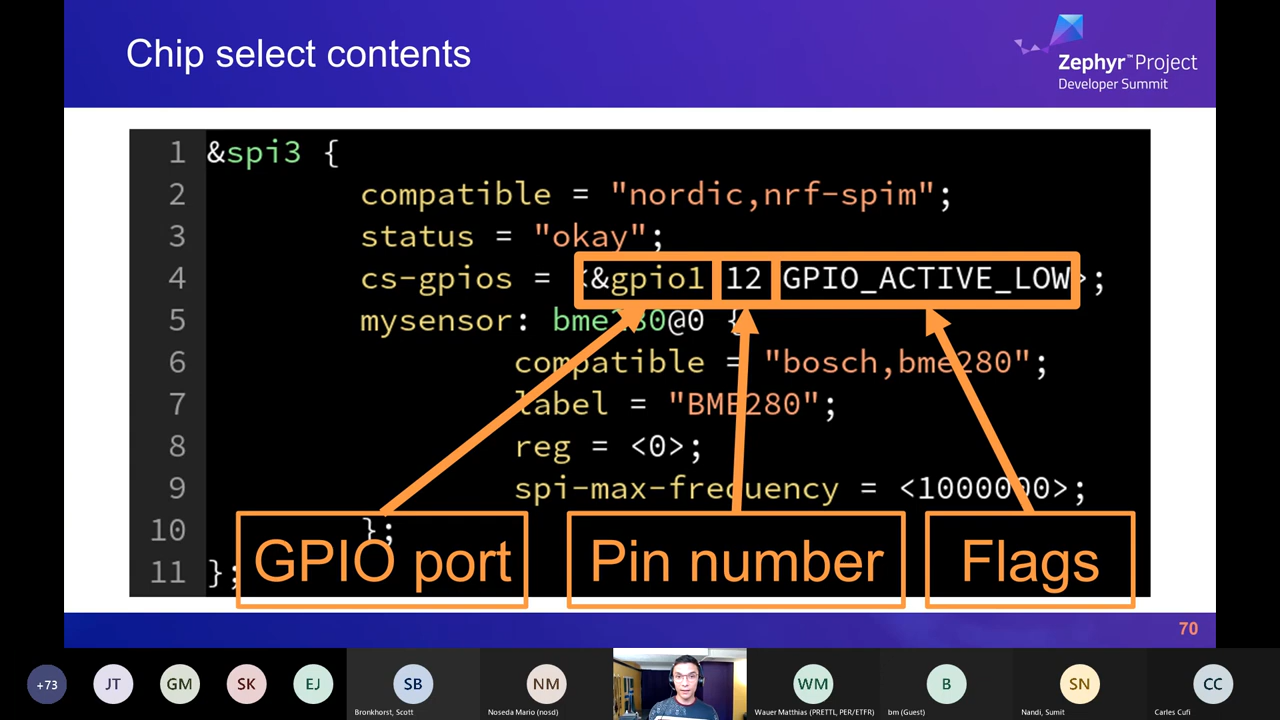 Chip select contents
Zephyr™Project
Developer Summit
1 &spi3 {
2 compatible = "nordic,nrf-spim";
3 status = "okay";
4 cs-gpios = <&gpio1 12 GPIO_ACTIVE_LOW>;
5 mysensor: bme280@0 {
6 compatible = "bosch,bme280";
7 label = "BME280";
8 reg = <0>;
9 spi-max-frequency = <1000000>;
10 };
11 };
GPIO port
Pin number
Flags
70
+73
JT
GM
SK
EJ
SB
Bronkhorst, Scott
NM
Noseda Mario (nosd)
WM
Wauer Matthias (PRETTL, PER/ETFR)
B
bm (Guest)
SN
Nandi, Sumit
CC
Carles Cufi